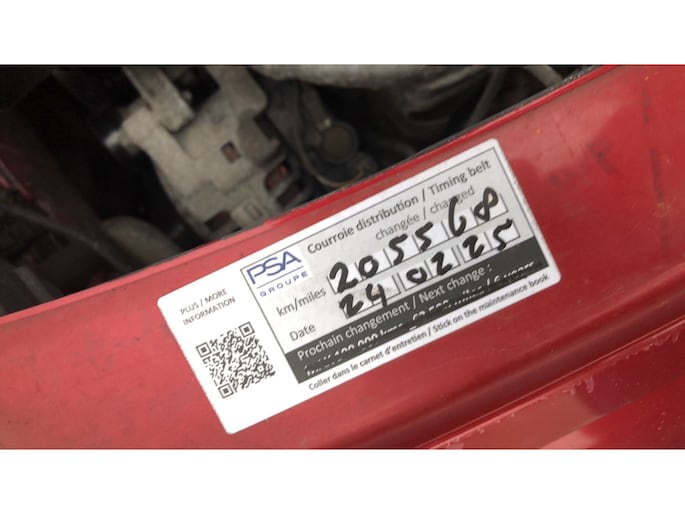 PLUS / MORE
INFORMATION
PSA
GROUPE
Courroie distribution / Timing belt
changée / changed
km/miles 205568
Date 240225
Prochain changement / Next change :
Coller dans le carnet d'entretien / Stick on the maintenance book